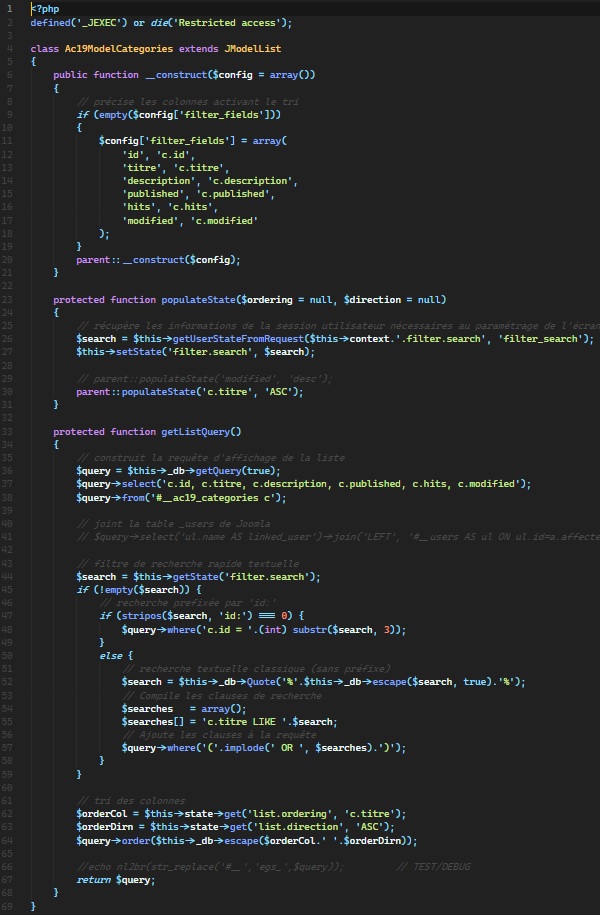 1 <?php
2 defined('_JEXEC') or die('Restricted access');
3
4 class Ac19ModelCategories extends JModelList
5 {
6 public function __construct($config = array())
7 {
8 // précise les colonnes activant le tri
9 if (empty($config['filter_fields']))
10 {
11 $config['filter_fields'] = array(
12 'id', 'c.id',
13 'titre', 'c.titre',
14 'description', 'c.description',
15 'published', 'c.published',
16 'hits', 'c.hits',
17 'modified', 'c.modified'
18 );
19 }
20 parent::__construct($config);
21 }
22
23 protected function populateState($ordering = null, $direction = null)
24 {
25 // récupère les informations de la session utilisateur nécessaires au paramétrage de l'écran
26 $search = $this->getUserStateFromRequest($this->context.'.filter.search', 'filter_search');
27 $this->setState('filter.search', $search);
28
29 // parent::populateState('modified', 'desc');
30 parent::populateState('c.titre', 'ASC');
31 }
32
33 protected function getListQuery()
34 {
35 // construit la requête d'affichage de la liste
36 $query = $this->_db->getQuery(true);
37 $query->select('c.id, c.titre, c.description, c.published, c.hits, c.modified');
38 $query->from('#__ac19_categories c');
39
40 // joint la table _users de Joomla
41 // $query->select('ul.name AS linked_user')->join('LEFT', '#__users AS ul ON ul.id=a.affecte
42
43 // filtre de recherche rapide textuelle
44 $search = $this->getState('filter.search');
45 if (!empty($search)) {
46 // recherche prefixée par 'id:'
47 if (stripos($search, 'id:') === 0) {
48 $query->where('c.id = '.(int) substr($search, 3));
49 }
50 else {
51 // recherche textuelle classique (sans préfixe)
52 $search = $this->_db->Quote('%'.$this->_db->escape($search, true).'%');
53 // Compile les clauses de recherche
54 $searches = array();
55 $searches[] = 'c.titre LIKE '.$search;
56 // Ajoute les clauses à la requête
57 $query->where('('.implode(' OR ', $searches).')');
58 }
59 }
60
61 // tri des colonnes
62 $orderCol = $this->state->get('list.ordering', 'c.titre');
63 $orderDirn = $this->state->get('list.direction', 'ASC');
64 $query->order($this->_db->escape($orderCol.' '.$orderDirn));
65
66 //echo nl2br(str_replace('#__','egs_',$query)); // TEST/DEBUG
67 return $query;
68 }
69 }